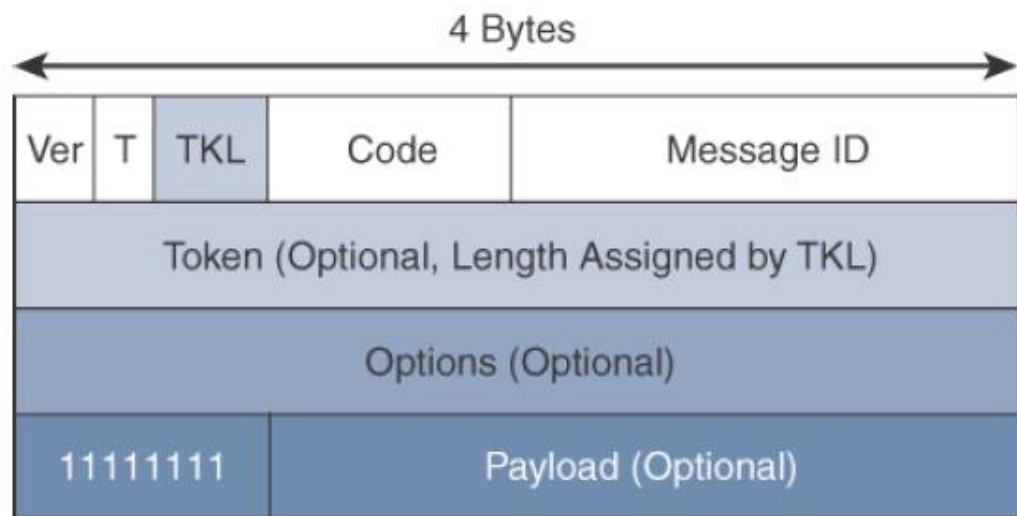 4 Bytes
Ver T TKL Code Message ID
Token (Optional, Length Assigned by TKL)
Options (Optional)
11111111 Payload (Optional)